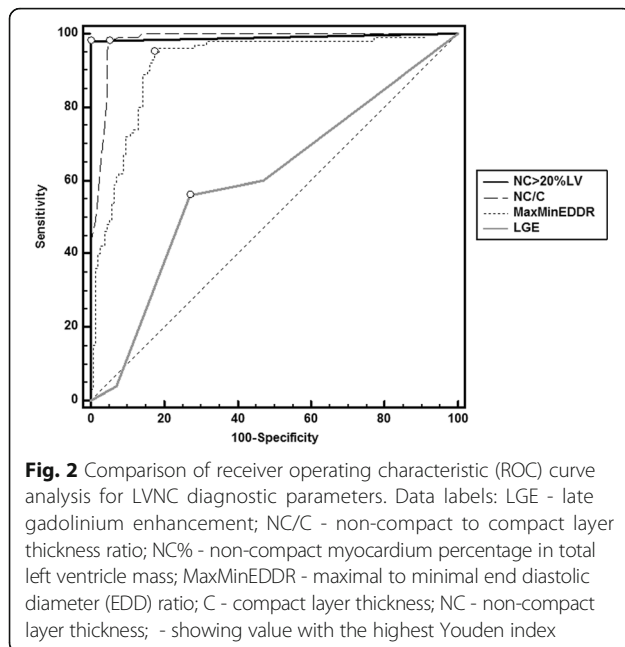 100
80
60
40
20
0
Sensitivity
0 20 40 60 80 100
100-Specificity
NC>20%LV
NC/C
MaxMinEDDR
LGE
Fig. 2 Comparison of receiver operating characteristic (ROC) curve
analysis for LVNC diagnostic parameters. Data labels: LGE - late
gadolinium enhancement; NC/C - non-compact to compact layer
thickness ratio; NC% - non-compact myocardium percentage in total
left ventricle mass; MaxMinEDDR - maximal to minimal end diastolic
diameter (EDD) ratio; C - compact layer thickness; NC - non-compact
layer thickness; - showing value with the highest Youden index